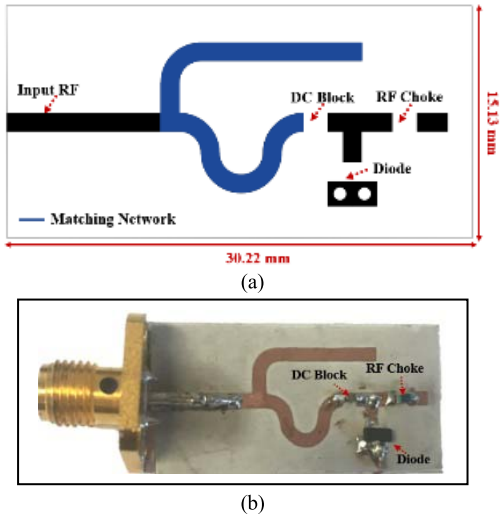 Input RF
DC Block
RF Choke
Diode
Matching Network
15.13 mm
30.22 mm
(a)
DC Block
RF Choke
Diode
(b)